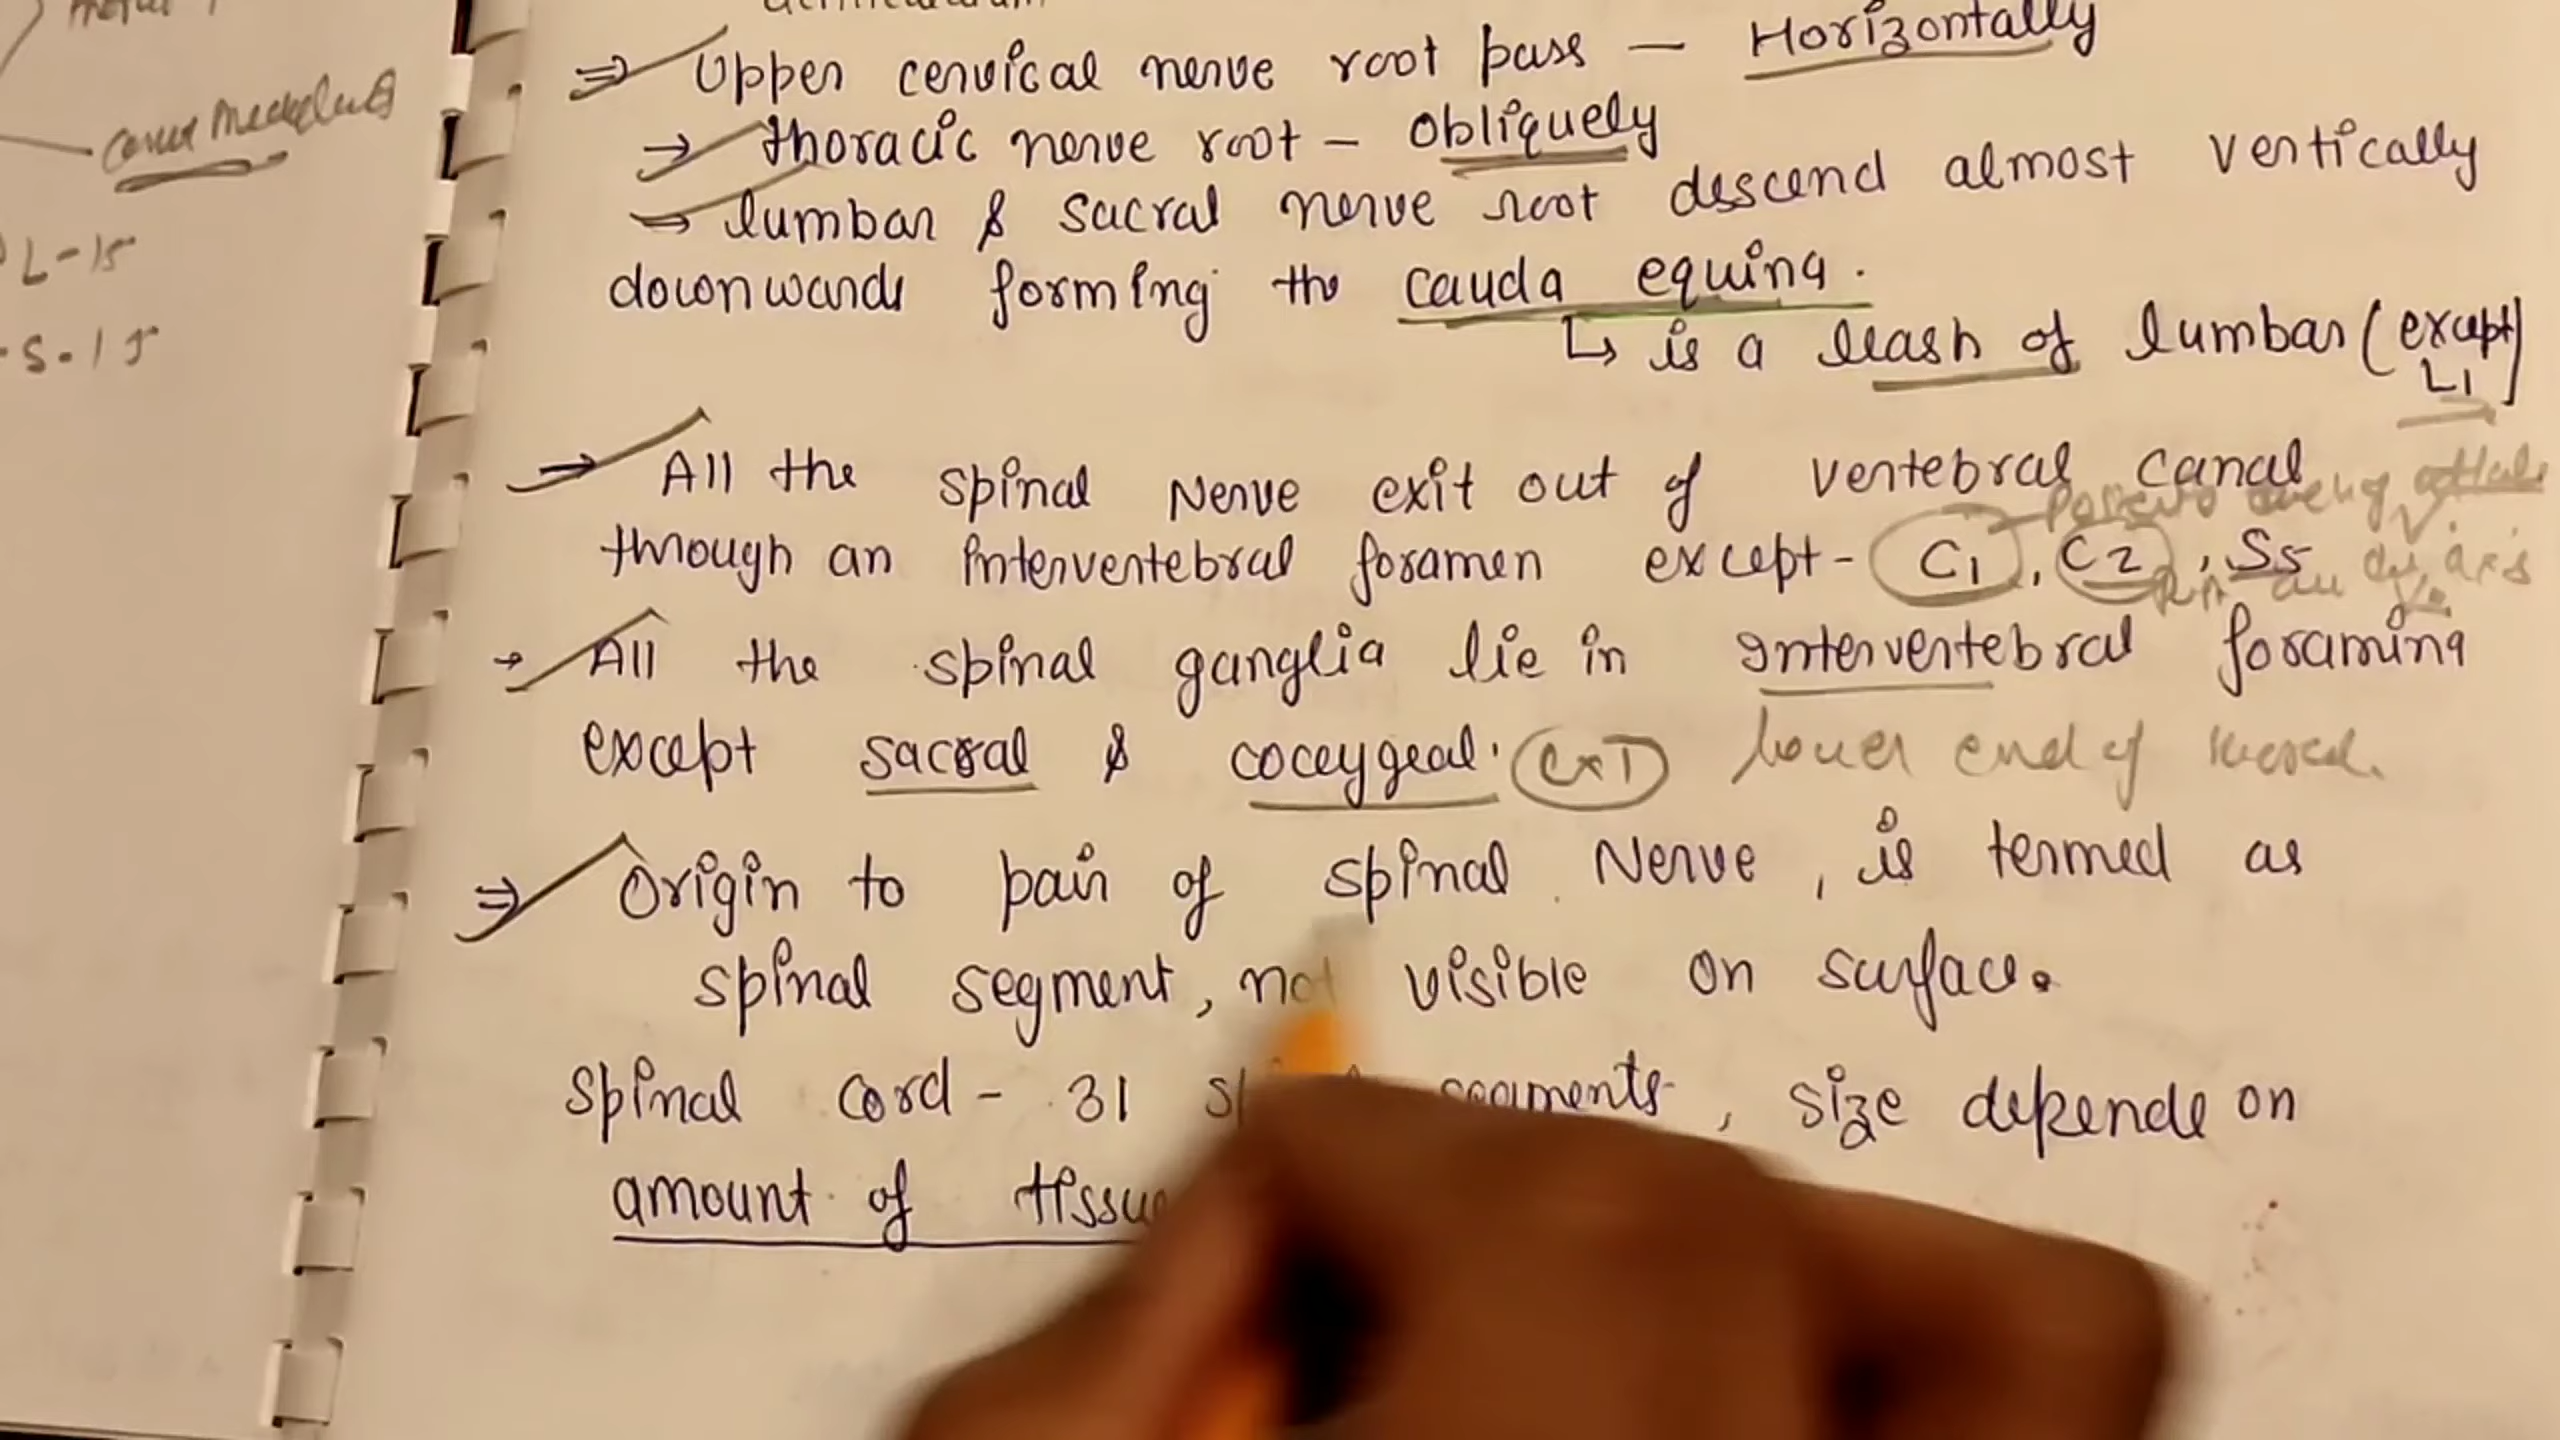 ⇒ Upper cervical nerve root pass — Horizontally
→ thoracic nerve root - obliquely
→ lumbar & sacral nerve root descend almost vertically
downwards forming the cauda equina.
↳ is a leash of lumbar (except
L1)
→ All the spinal Nerve exit out of vertebral canal
through an intervertebral foramen except- C1, C2, S5
→ All the spinal ganglia lie in intervertebral foramina
except sacral & coccygeal. lower end of
⇒ Origin to pair of spinal Nerve, is termed as
spinal segment, not visible on surface.
Spinal cord - 31 segments, size depends on
amount of tissue
L-15
S-15